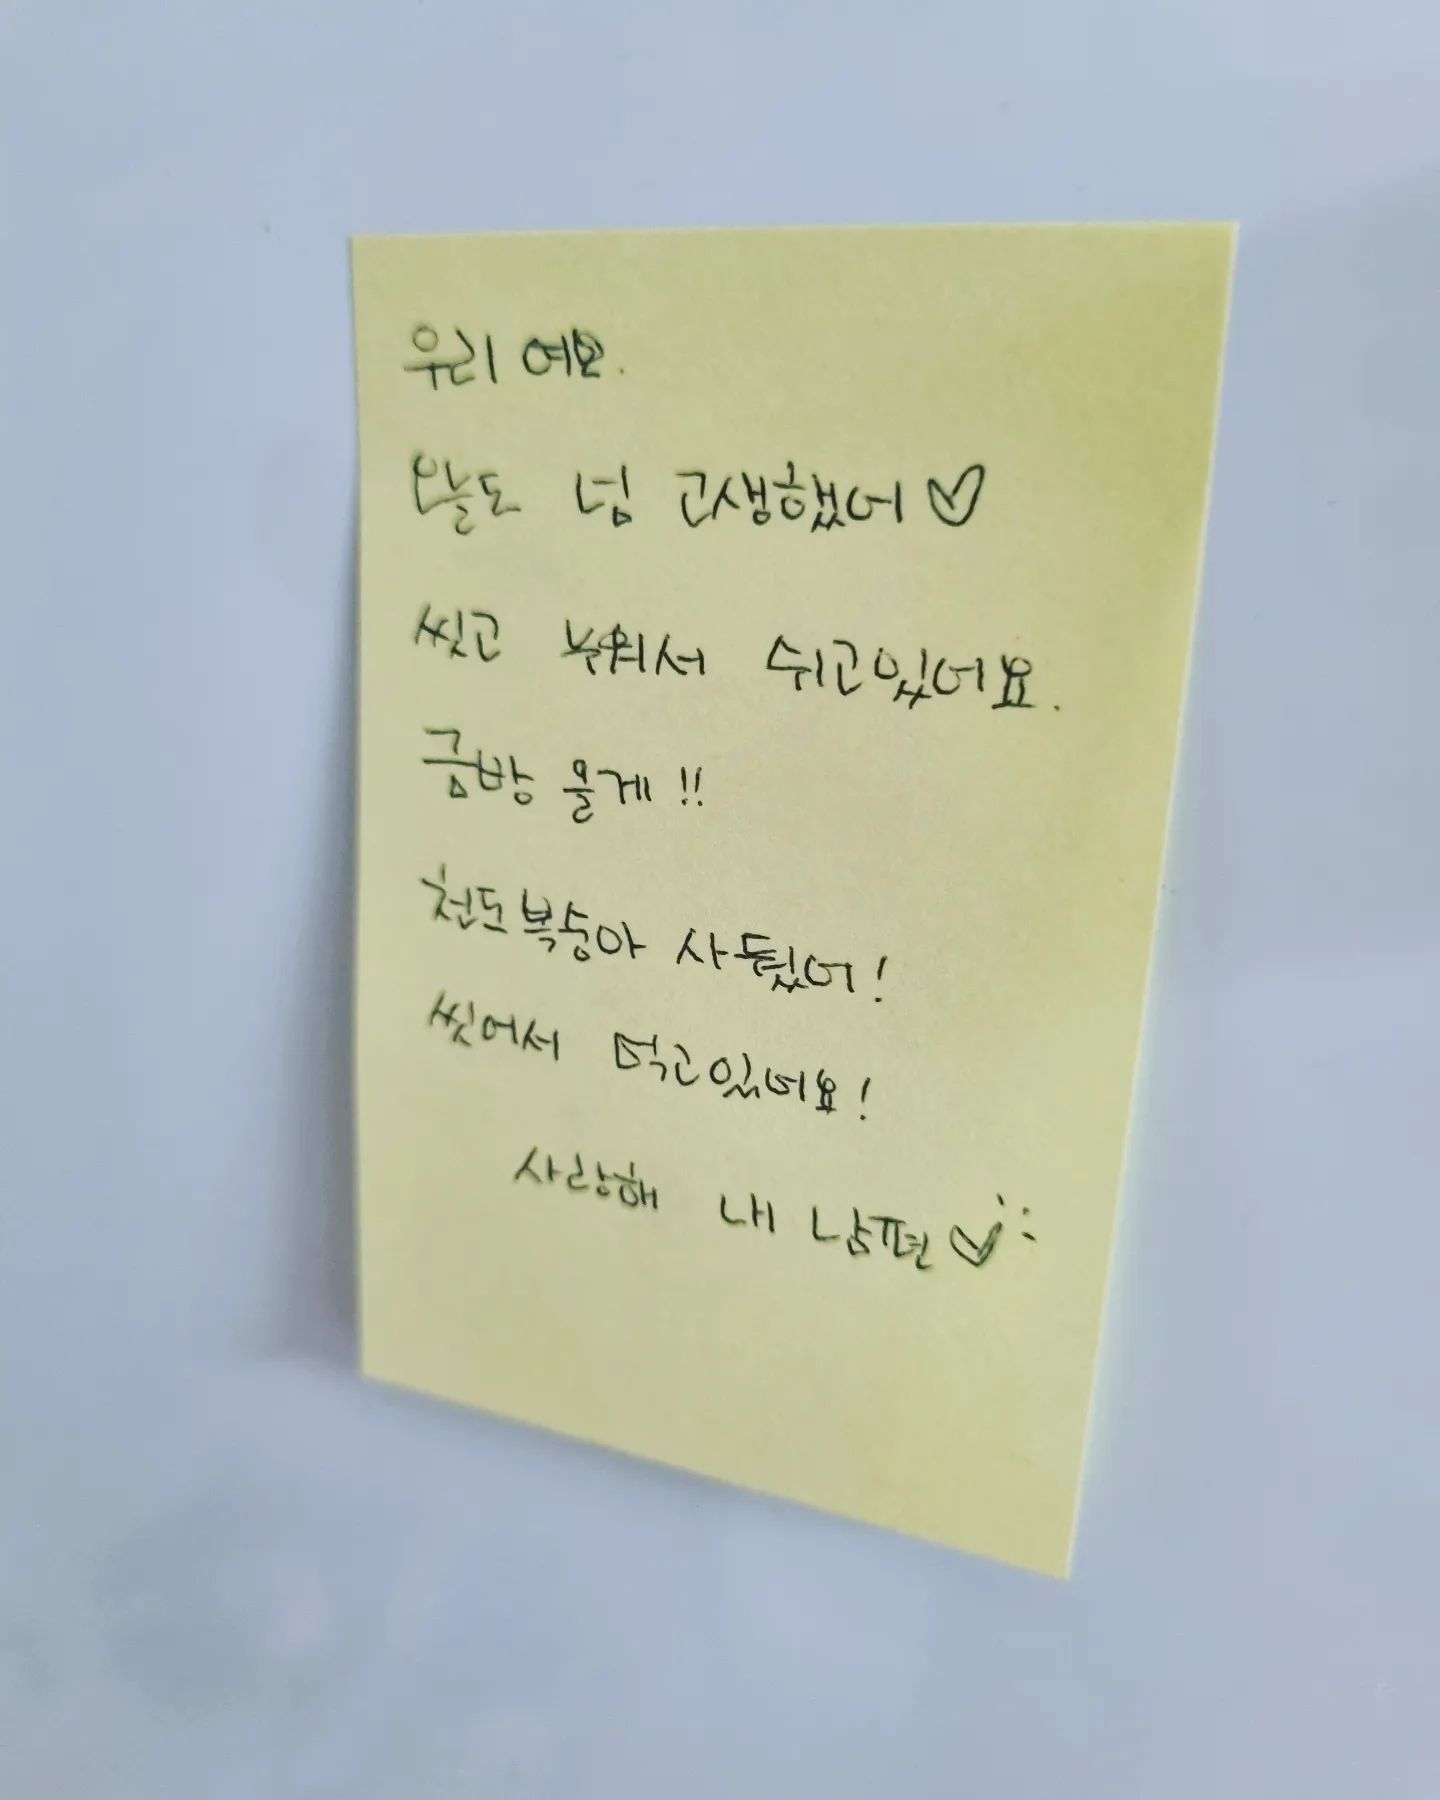 우리 여보.
오늘도 넘 고생했어♡
씻고 누워서 쉬고있어요.
금방 올게!!
천도복숭아 사뒀어!
씻어서 먹고있어요!
사랑해 내 남편♡